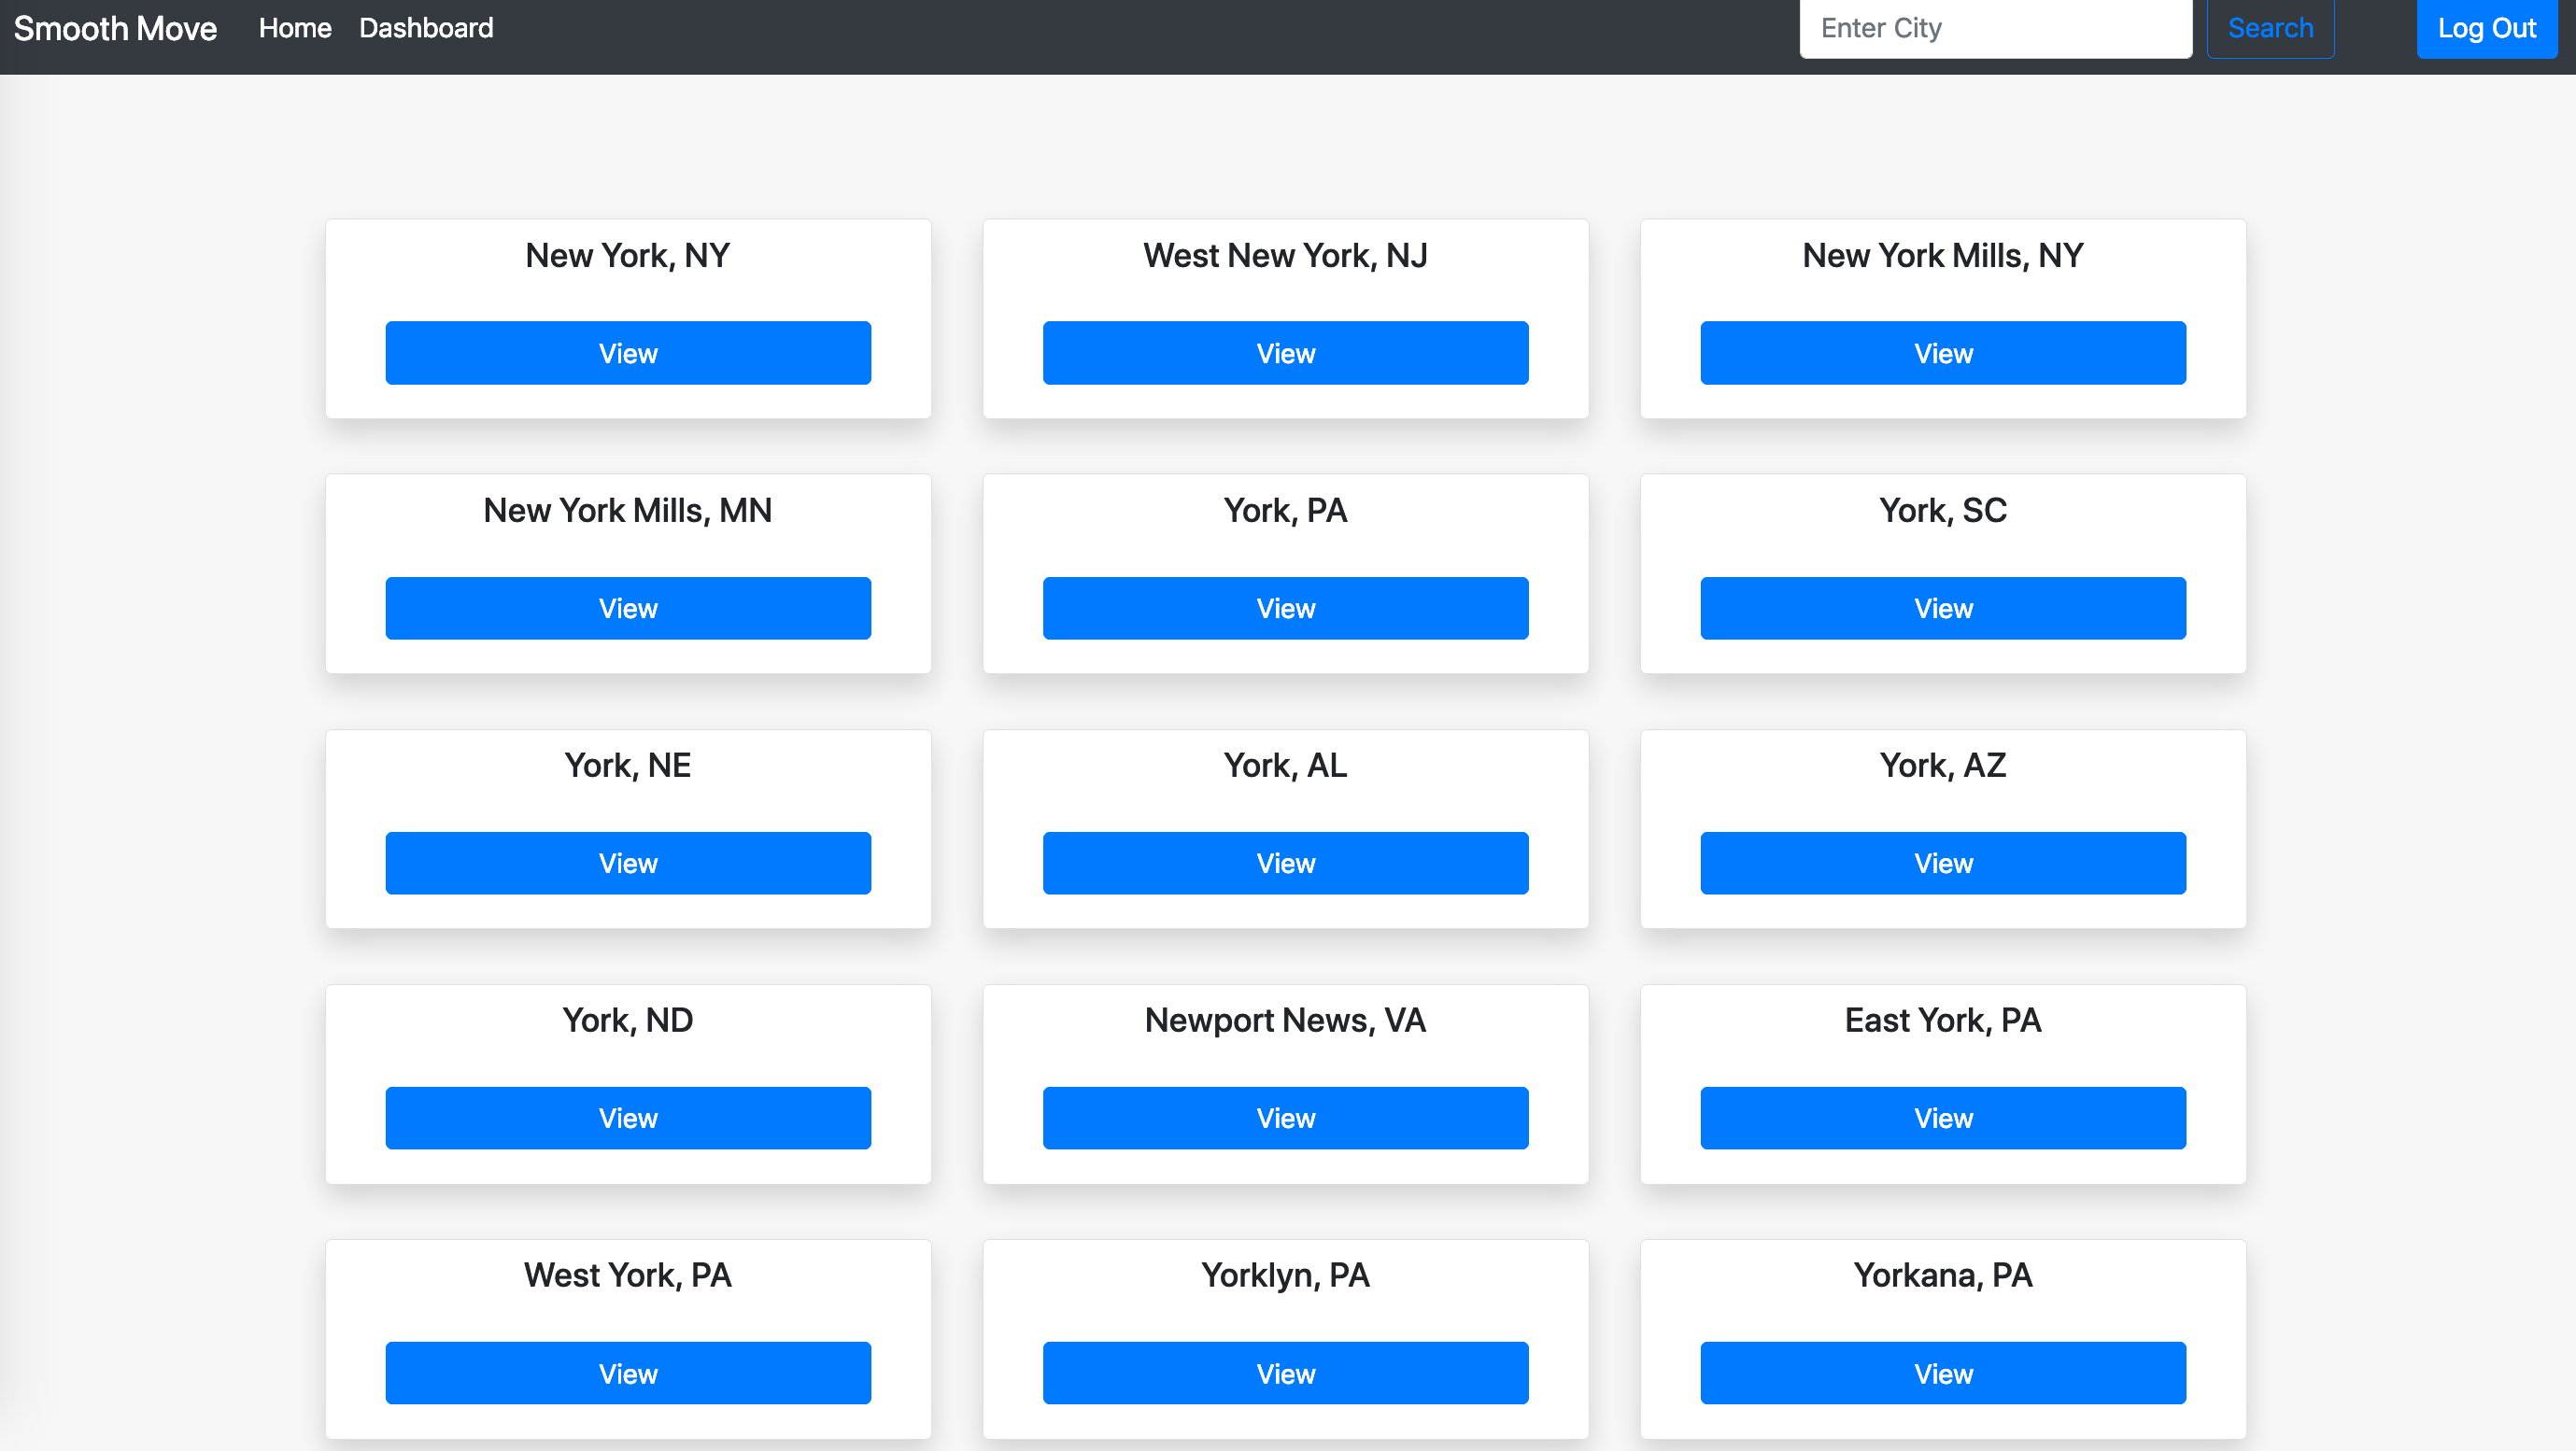 Smooth Move Home Dashboard Enter City Search Log Out
New York, NY West New York, NJ New York Mills, NY
View View View
New York Mills, MN York, PA York, SC
View View View
York, NE York, AL York, AZ
View View View
York, ND Newport News, VA East York, PA
View View View
West York, PA Yorklyn, PA Yorkana, PA
View View View